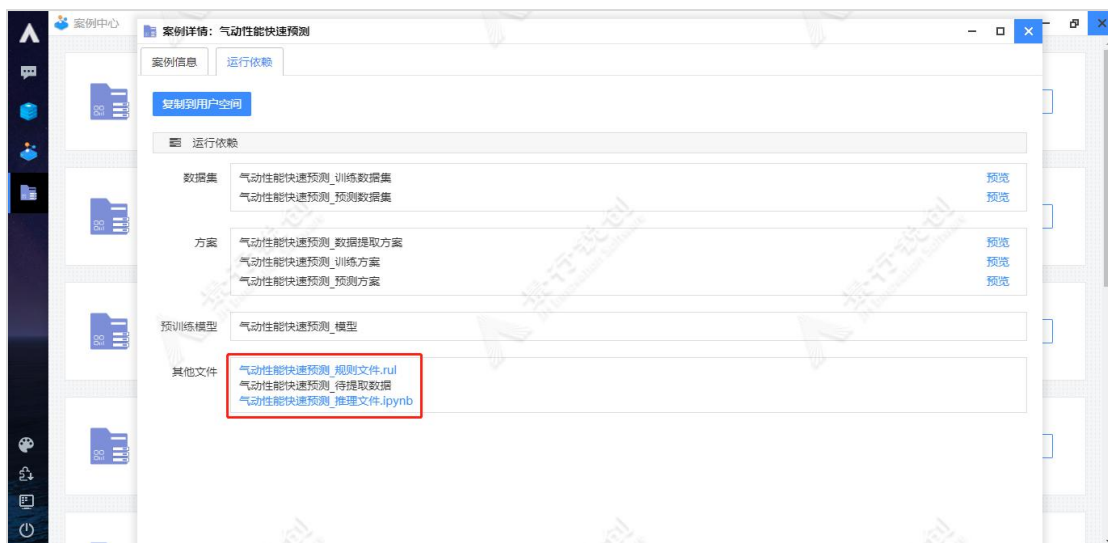 案例中心
案例详情：气动性能快速预测
案例信息 运行依赖
复制到用户空间
运行依赖
数据集 气动性能快速预测_训练数据集 预览
气动性能快速预测_预测数据集 预览
方案 气动性能快速预测_数据提取方案 预览
气动性能快速预测_训练方案 预览
气动性能快速预测_预测方案 预览
预训练模型 气动性能快速预测_模型
其他文件 气动性能快速预测_规则文件.rul
气动性能快速预测_待提取数据
气动性能快速预测_推理文件.ipynb